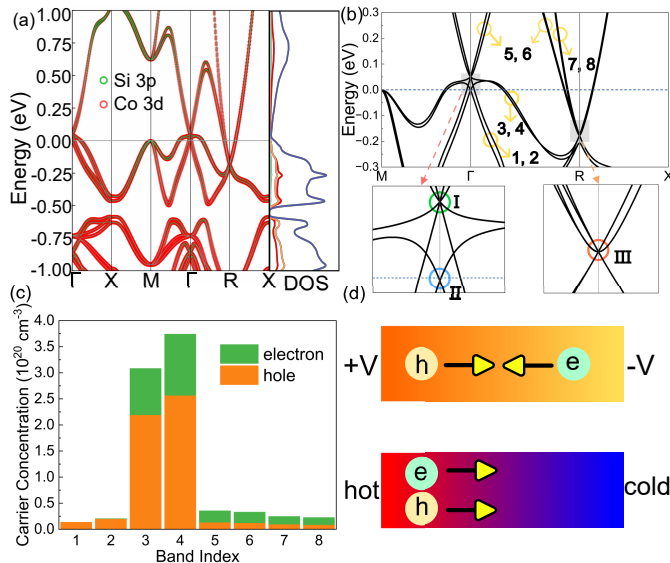 (a)
1.00
0.75
0.50
0.25
0.00
-0.25
-0.50
-0.75
-1.00
Energy (eV)
Si 3p
Co 3d
Γ X M Γ R X DOS
(b)
0.3
0.2
0.1
0.0
-0.1
-0.2
-0.3
Energy (eV)
5, 6
7, 8
3, 4
1, 2
M Γ R X
I
II
III
(c)
4.0
3.5
3.0
2.5
2.0
1.5
1.0
0.5
0.0
Carrier Concentration (10²⁰ cm⁻³)
electron
hole
1 2 3 4 5 6 7 8
Band Index
(d)
+V h e -V
e
hot cold
h